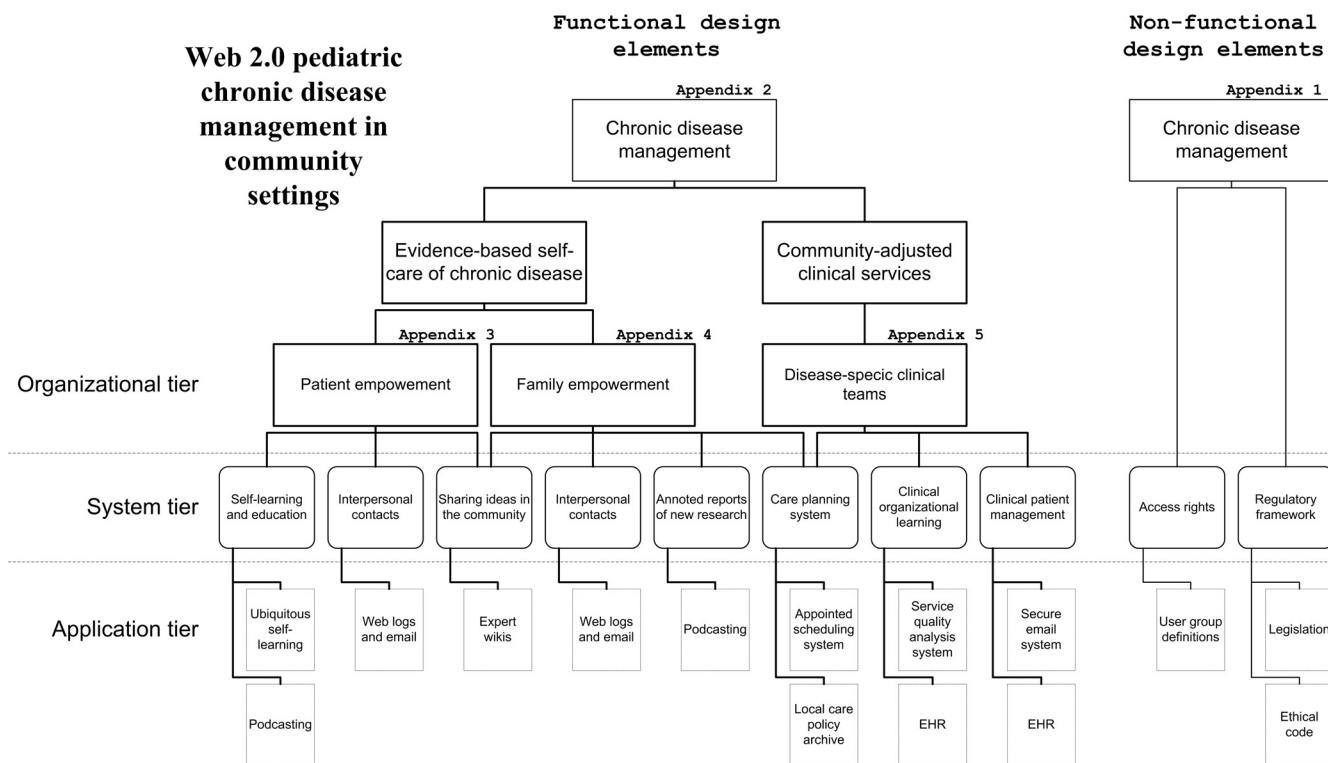 Web 2.0 pediatric
chronic disease
management in
community
settings
Functional design
elements
Non-functional
design elements
Appendix 2
Chronic disease
management
Appendix 1
Chronic disease
management
Evidence-based self-
care of chronic disease
Community-adjusted
clinical services
Appendix 3
Appendix 4
Appendix 5
Organizational tier
Patient empowement
Family empowerment
Disease-specic clinical
teams
System tier
Self-learning
and education
Interpersonal
contacts
Sharing ideas in
the community
Interpersonal
contacts
Annoted reports
of new research
Care planning
system
Clinical
organizational
learning
Clinical patient
management
Access rights
Regulatory
framework
Application tier
Ubiquitous
self-
learning
Web logs
and email
Expert
wikis
Web logs
and email
Podcasting
Appointed
scheduling
system
Service
quality
analysis
system
Secure
email
system
User group
definitions
Legislation
Podcasting
Local care
policy
archive
EHR
EHR
Ethical
code